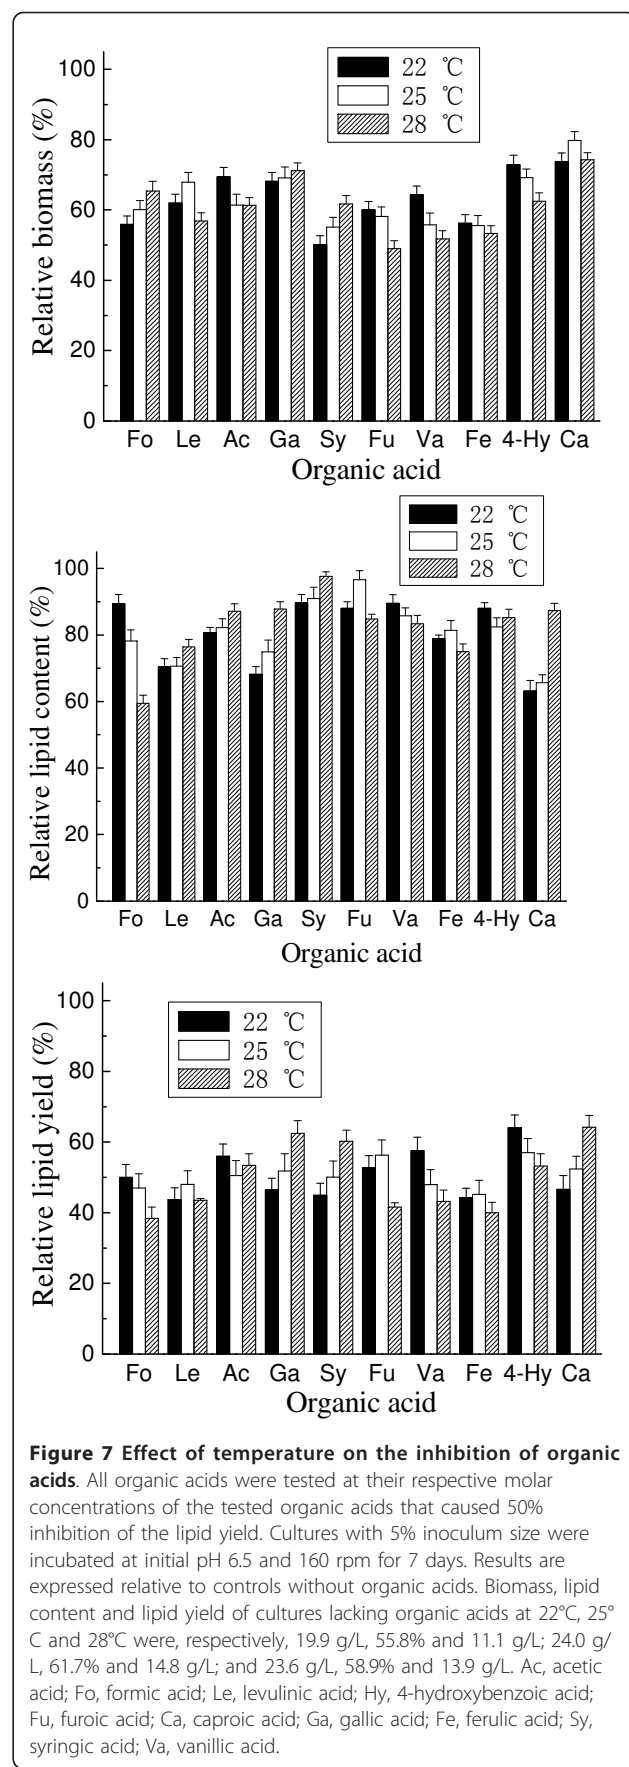 22 ℃
25 ℃
28 ℃
Relative biomass (%)
100
80
60
40
20
0
Fo Le Ac Ga Sy Fu Va Fe 4-Hy Ca
Organic acid
22 ℃
25 ℃
28 ℃
Relative lipid content (%)
100
80
60
40
20
0
Fo Le Ac Ga Sy Fu Va Fe 4-Hy Ca
Organic acid
22 ℃
25 ℃
28 ℃
Relative lipid yield (%)
100
80
60
40
20
0
Fo Le Ac Ga Sy Fu Va Fe 4-Hy Ca
Organic acid
Figure 7 Effect of temperature on the inhibition of organic
acids. All organic acids were tested at their respective molar
concentrations of the tested organic acids that caused 50%
inhibition of the lipid yield. Cultures with 5% inoculum size were
incubated at initial pH 6.5 and 160 rpm for 7 days. Results are
expressed relative to controls without organic acids. Biomass, lipid
content and lipid yield of cultures lacking organic acids at 22°C, 25°
C and 28°C were, respectively, 19.9 g/L, 55.8% and 11.1 g/L; 24.0 g/
L, 61.7% and 14.8 g/L; and 23.6 g/L, 58.9% and 13.9 g/L. Ac, acetic
acid; Fo, formic acid; Le, levulinic acid; Hy, 4-hydroxybenzoic acid;
Fu, furoic acid; Ca, caproic acid; Ga, gallic acid; Fe, ferulic acid; Sy,
syringic acid; Va, vanillic acid.